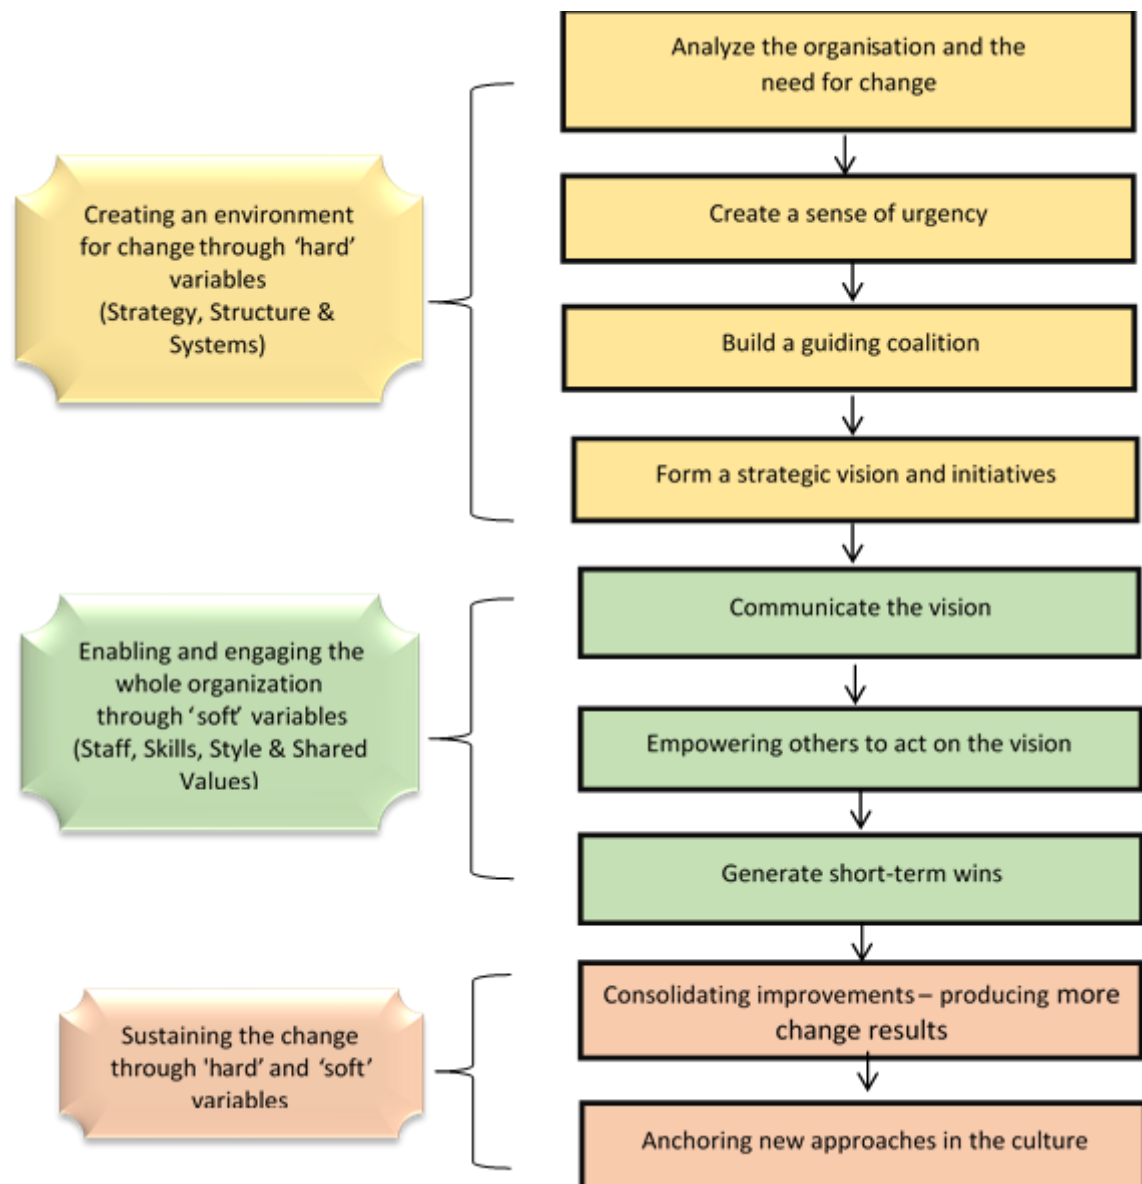 Analyze the organisation and the
need for change
Create a sense of urgency
Build a guiding coalition
Form a strategic vision and initiatives
Creating an environment
for change through ‘hard’
variables
(Strategy, Structure &
Systems)
Communicate the vision
Empowering others to act on the vision
Generate short-term wins
Enabling and engaging the
whole organization
through ‘soft’ variables
(Staff, Skills, Style & Shared
Values)
Consolidating improvements – producing more
change results
Anchoring new approaches in the culture
Sustaining the change
through 'hard’ and ‘soft’
variables